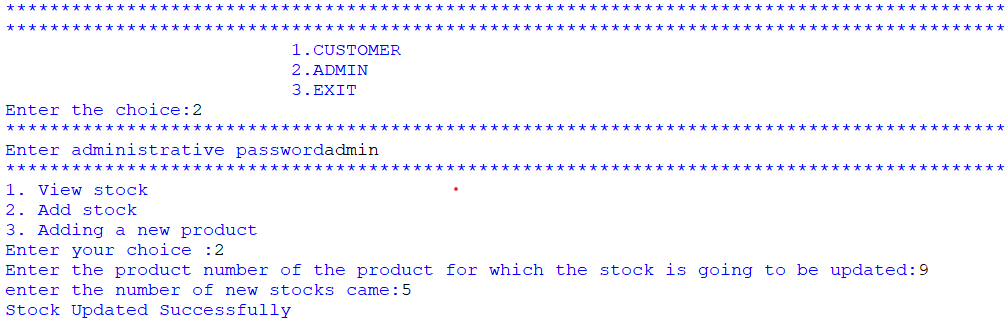 *******************************************************************************************
*******************************************************************************************
1.CUSTOMER
2.ADMIN
3.EXIT
Enter the choice:2
*******************************************************************************************
Enter administrative passwordadmin
*******************************************************************************************
1. View stock
2. Add stock
3. Adding a new product
Enter your choice :2
Enter the product number of the product for which the stock is going to be updated:9
enter the number of new stocks came:5
Stock Updated Successfully